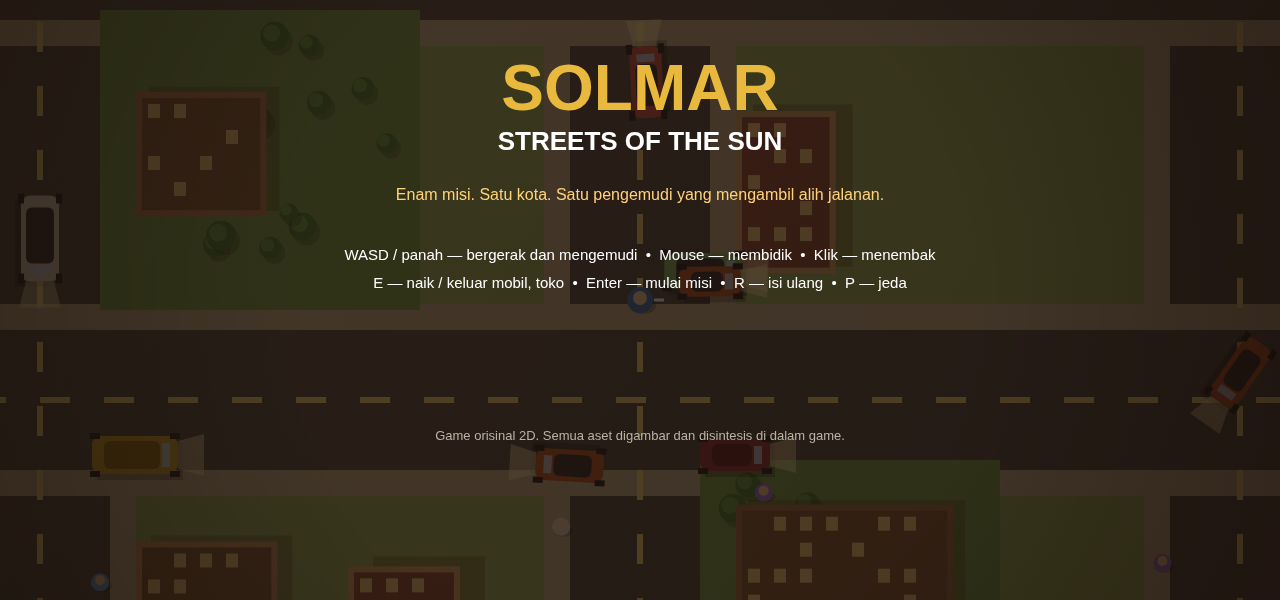 SOLMAR
STREETS OF THE SUN
Enam misi. Satu kota. Satu pengemudi yang mengambil alih jalanan.
WASD / panah — bergerak dan mengemudi • Mouse — membidik • Klik — menembak
E — naik / keluar mobil, toko • Enter — mulai misi • R — isi ulang • P — jeda
Game orisinal 2D. Semua aset digambar dan disintesis di dalam game.